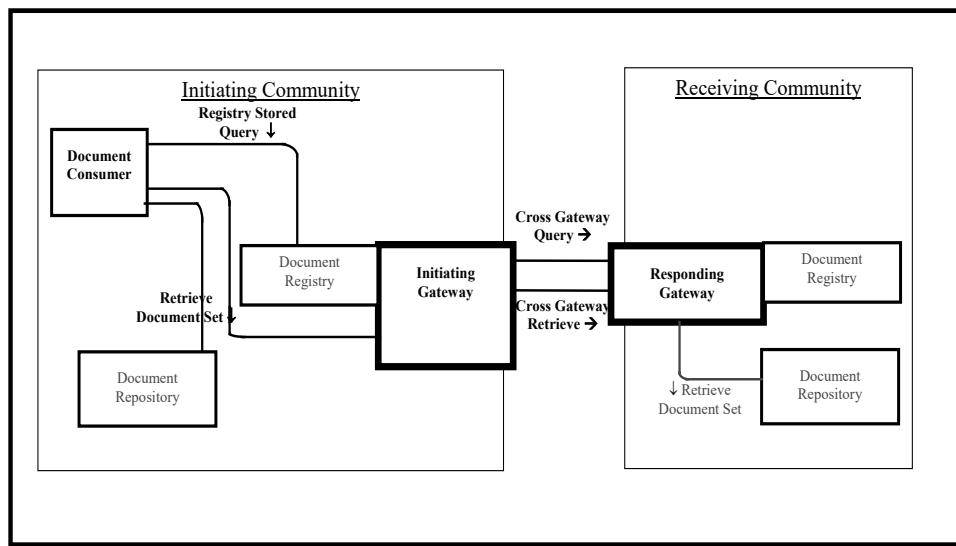 Initiating Community
Receiving Community
Registry Stored
Query ↓
Document
Consumer
Cross Gateway
Query →
Document
Registry
Initiating
Gateway
Responding
Gateway
Document
Registry
Retrieve
Document Set ↓
Cross Gateway
Retrieve →
Document
Repository
↓ Retrieve
Document Set
Document
Repository